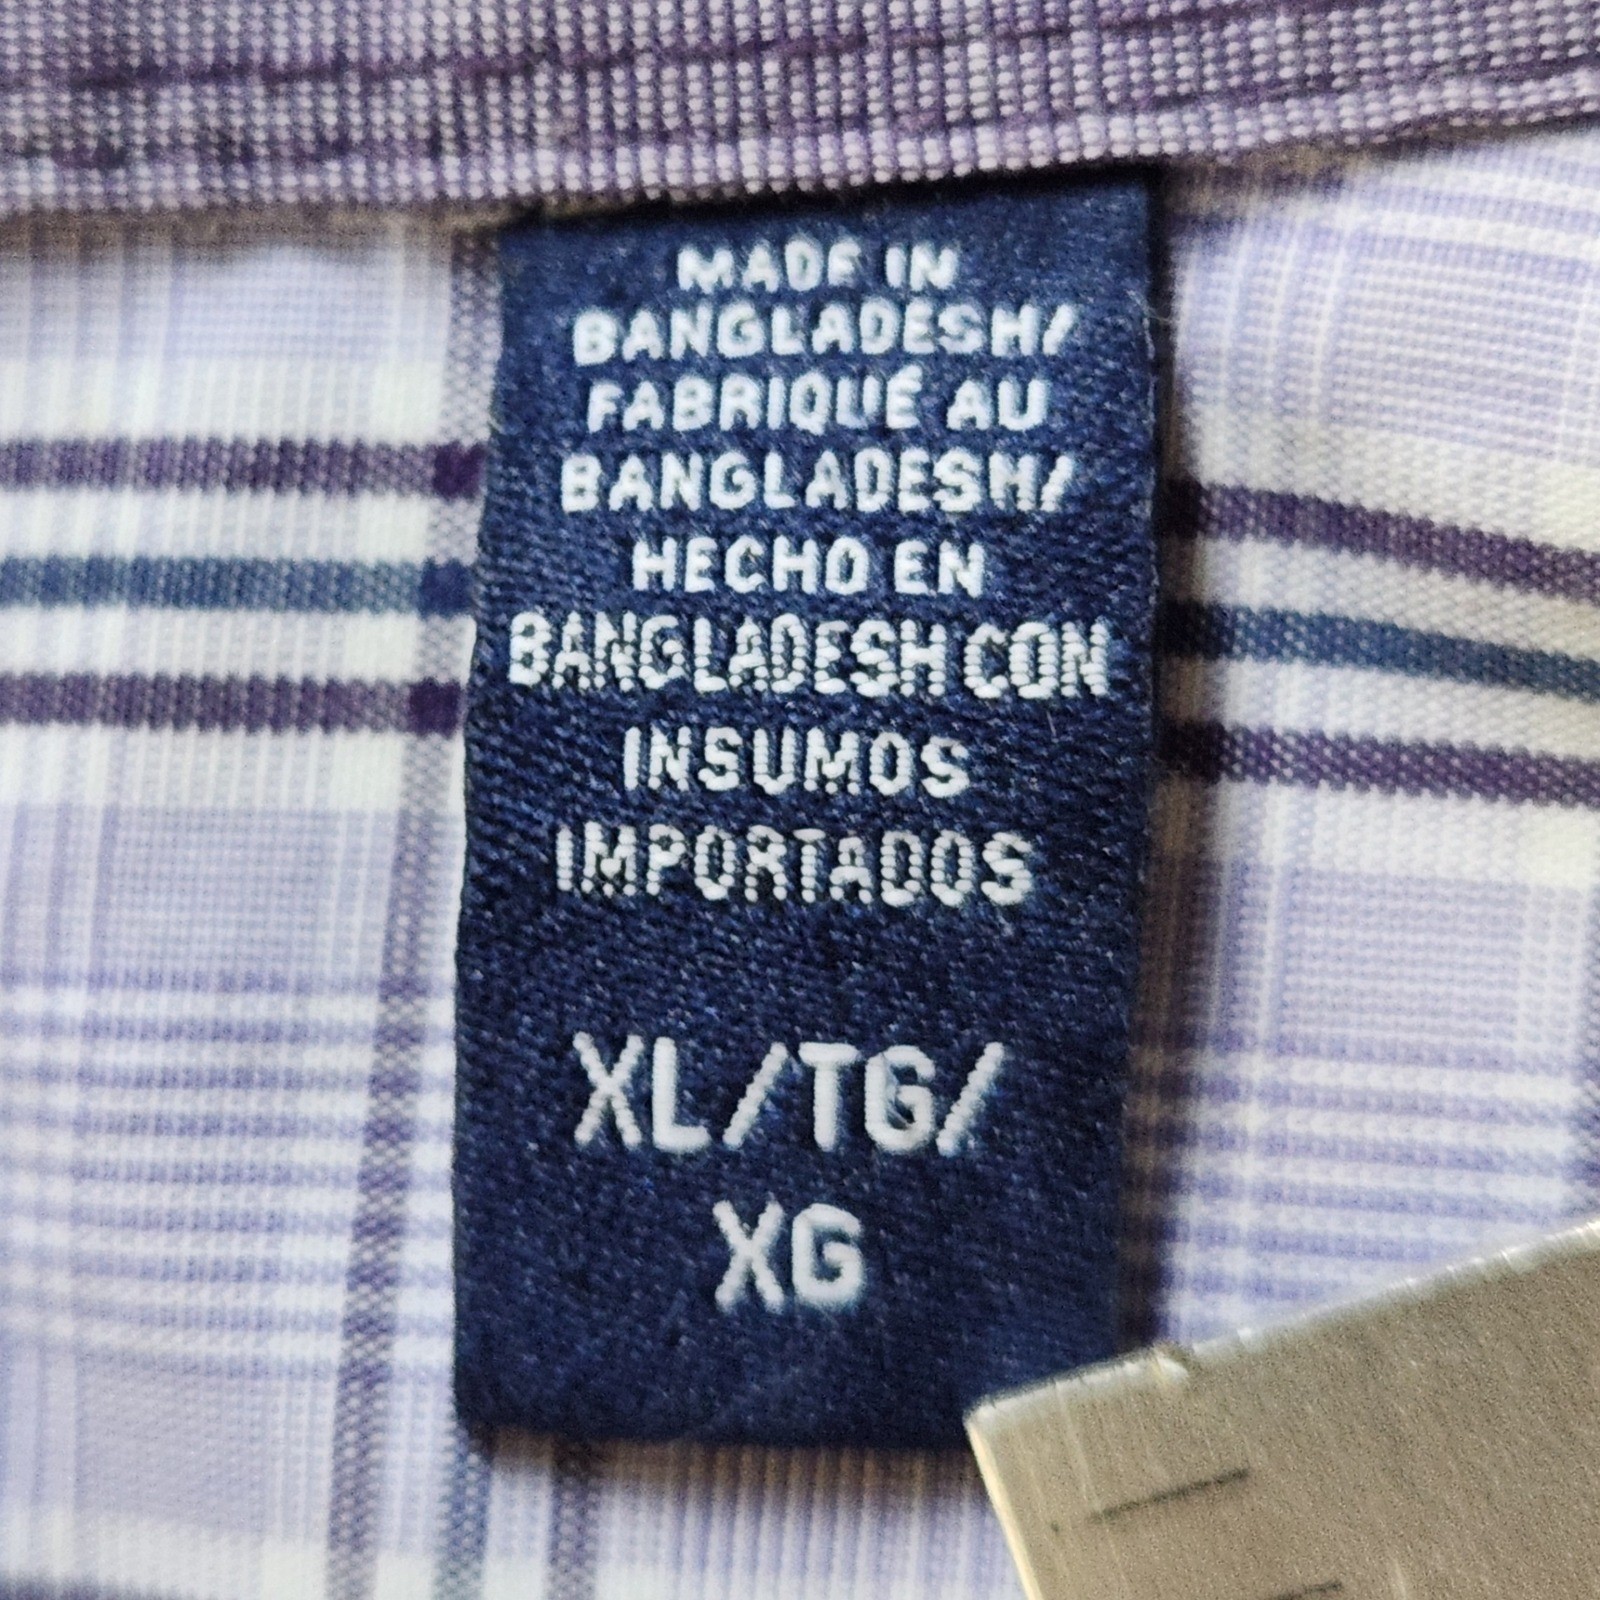 MADE IN
BANGLADESH/
FABRIQUÉ AU
BANGLADESH/
HECHO EN
BANGLADESH CON
INSUMOS
IMPORTADOS
XL/TG/
XG